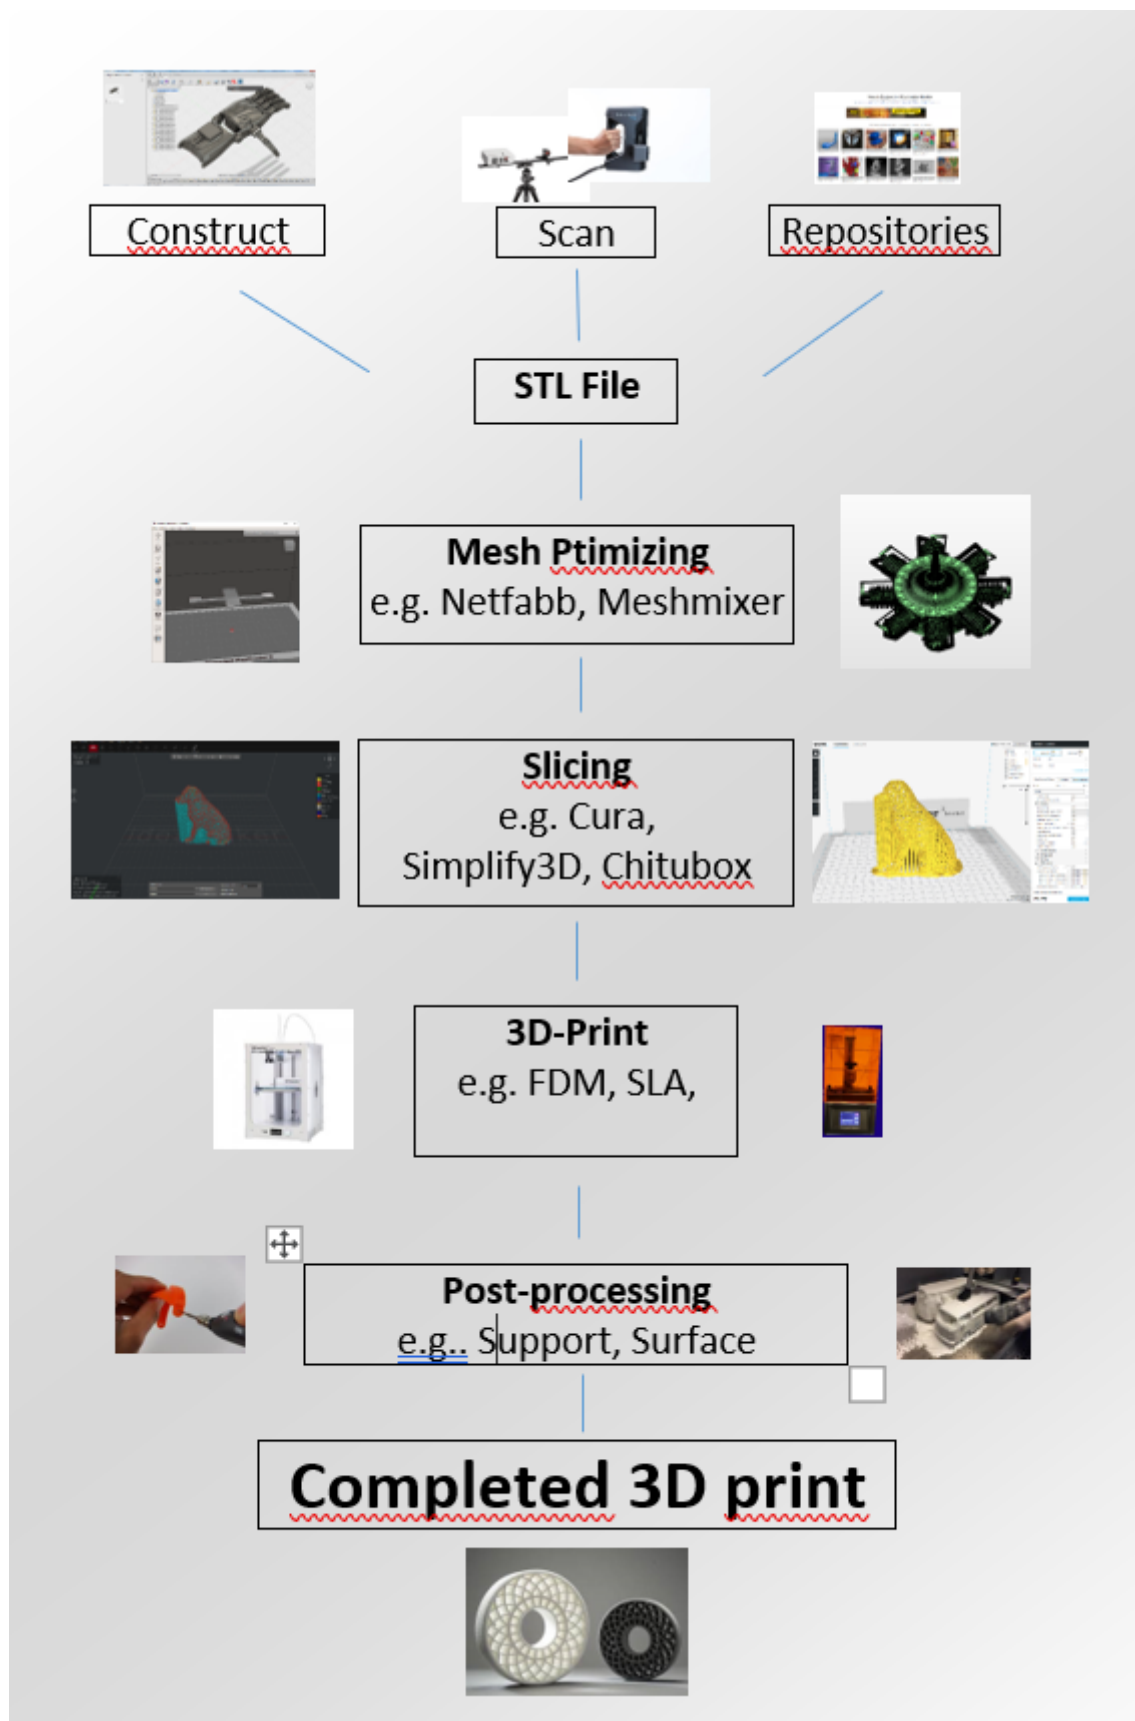 Construct
Scan
Repositories
STL File
Mesh Ptimizing
e.g. Netfabb, Meshmixer
Slicing
e.g. Cura,
Simplify3D, Chitubox
3D-Print
e.g. FDM, SLA,
Post-processing
e.g.. Support, Surface
Completed 3D print